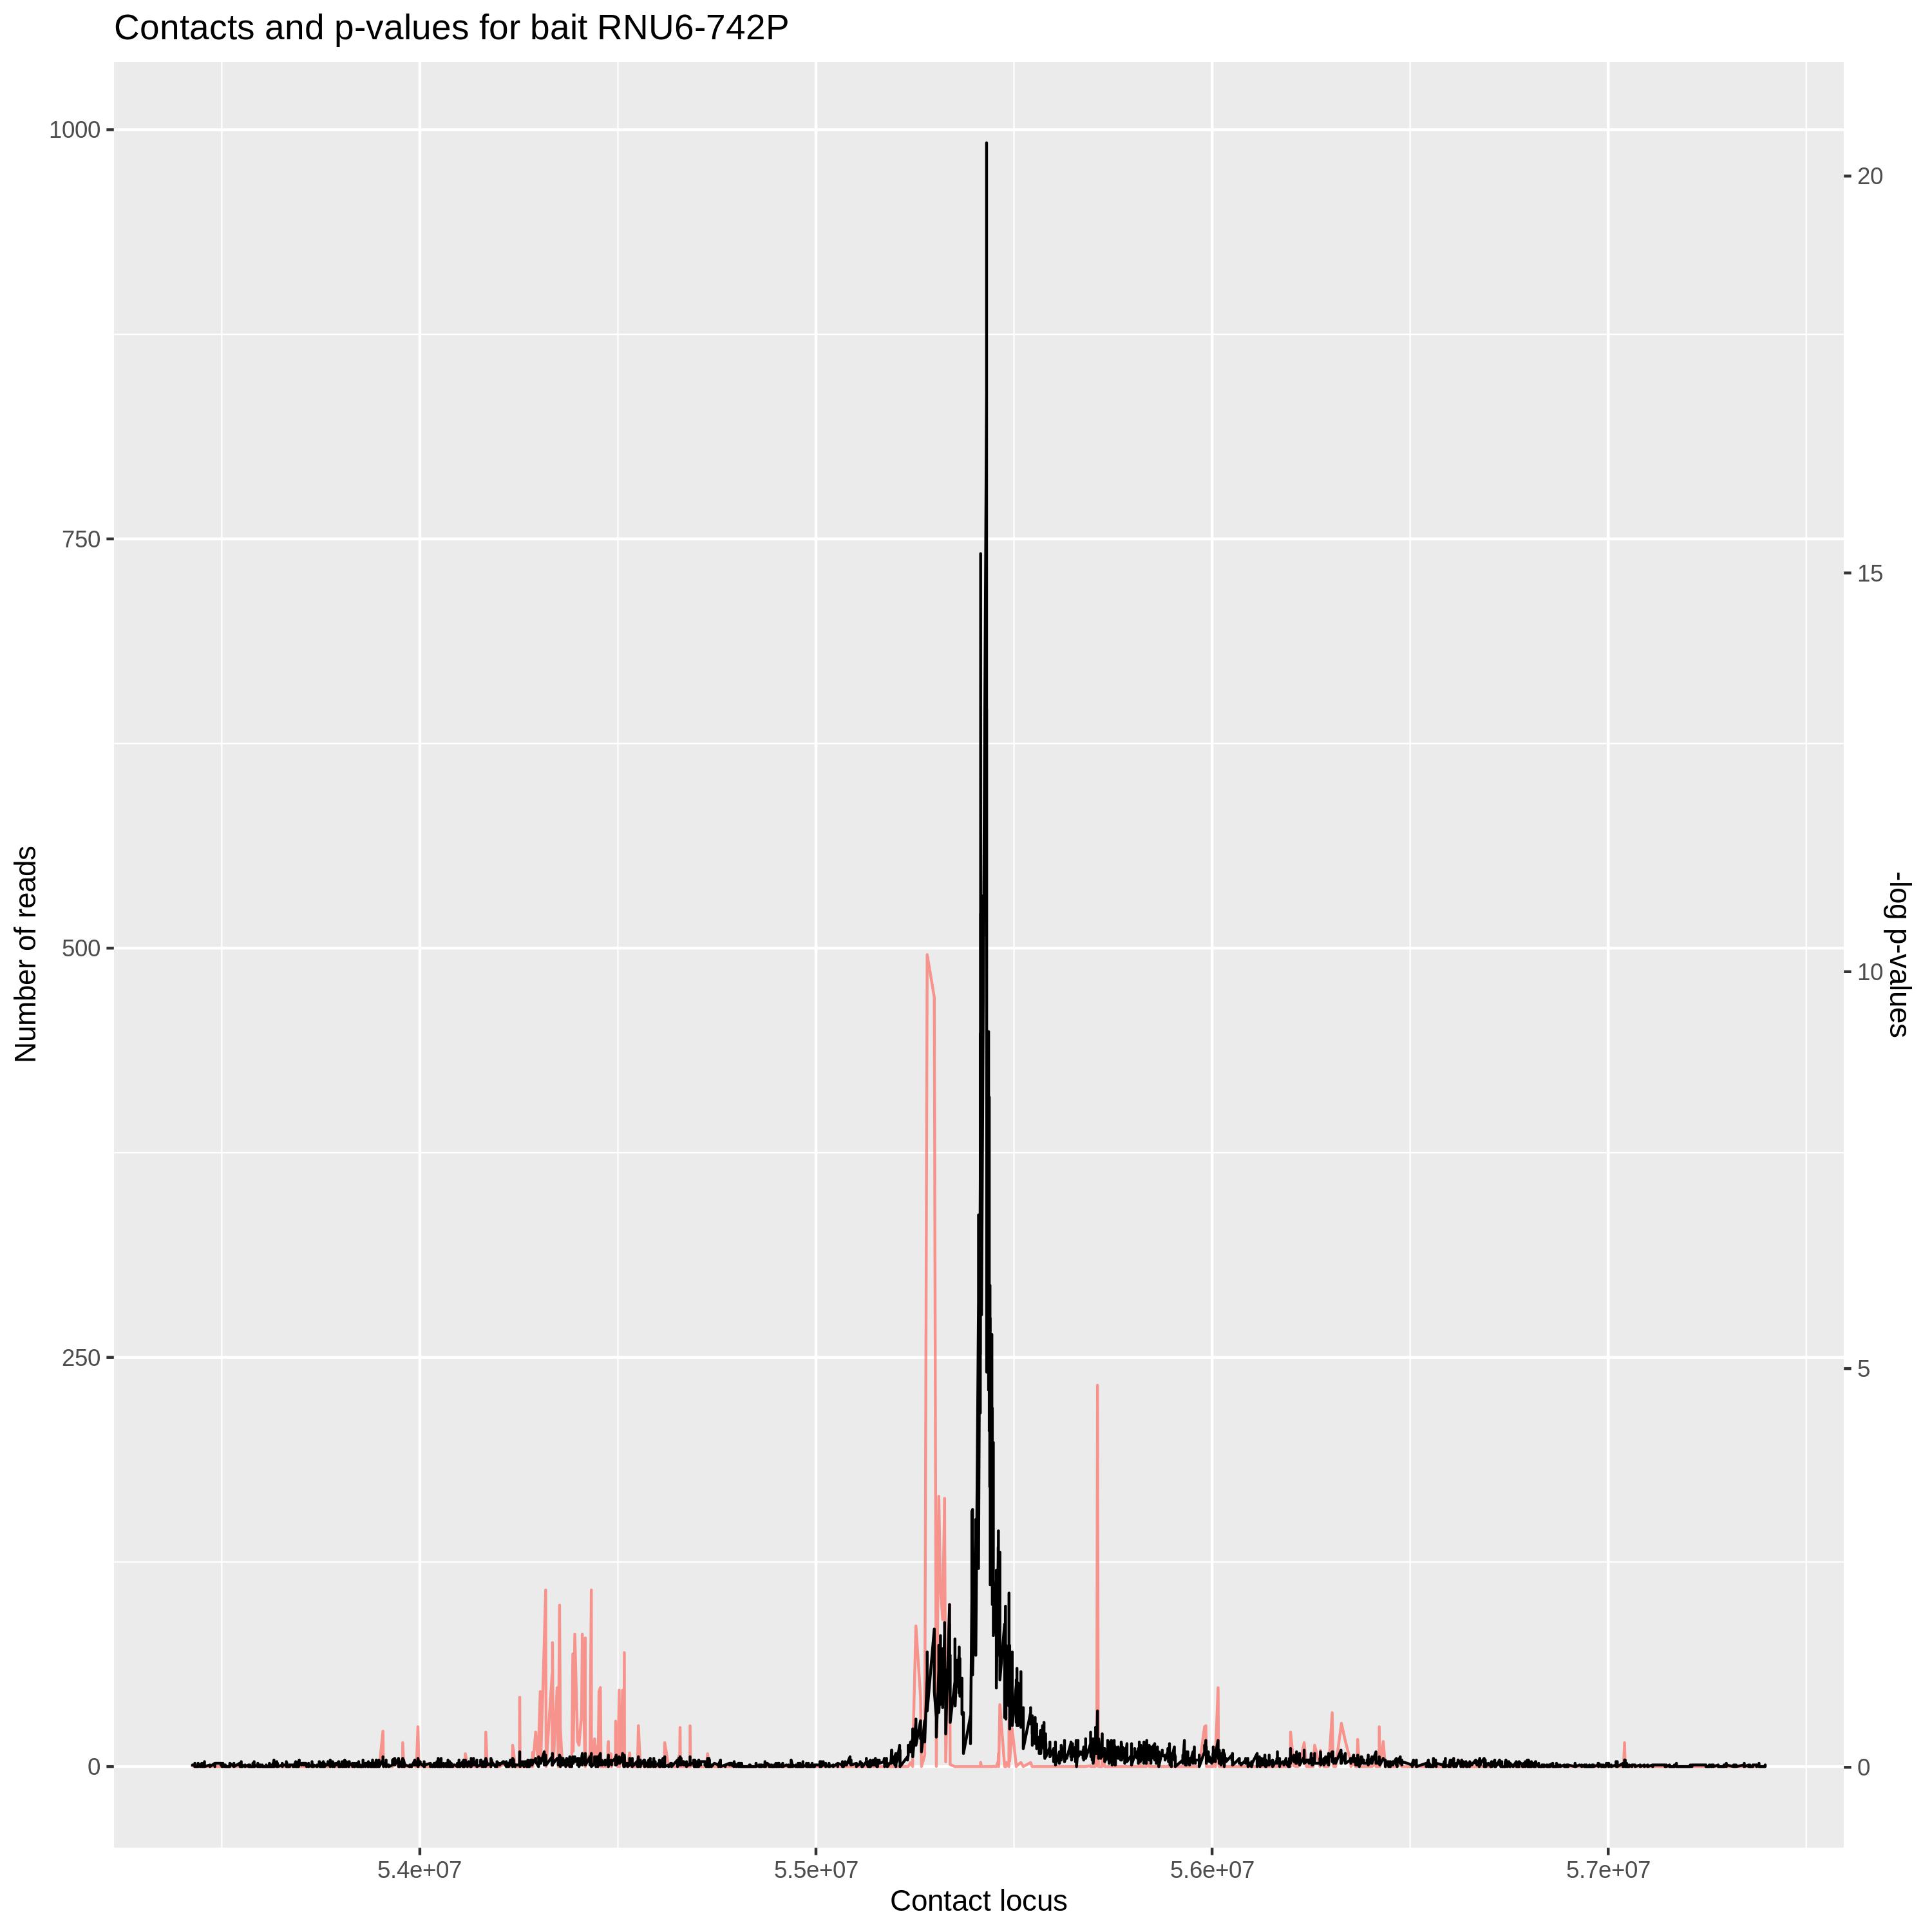 Contacts and p-values for bait RNU6-742P
1000
750
500
250
0
Number of reads
20
15
10
5
0
-log p-values
5.4e+07
5.5e+07
5.6e+07
5.7e+07
Contact locus